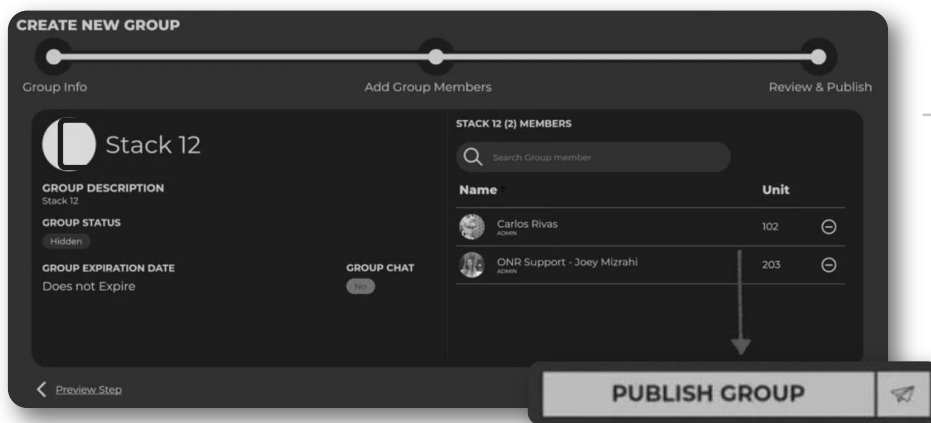 CREATE NEW GROUP
Group Info
Add Group Members
Review & Publish
Stack 12
GROUP DESCRIPTION
Stack 12
GROUP STATUS
Hidden
GROUP EXPIRATION DATE
GROUP CHAT
Does not Expire
No
STACK 12 (2) MEMBERS
Search Group member
Name
Unit
Carlos Rivas
102
ADMIN
ONR Support - Joey Mizrahi
203
ADMIN
Preview Step
PUBLISH GROUP